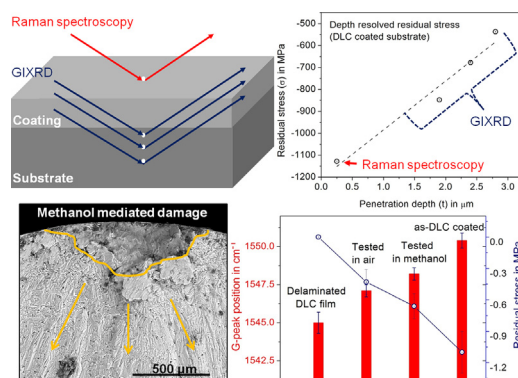 Raman spectroscopy
GIXRD
Coating
Substrate
Residual stress (σ) in MPa
-500
-600
-700
-800
-900
-1000
-1100
-1200
Depth resolved residual stress
(DLC coated substrate)
GIXRD
Raman spectroscopy
0.0 0.5 1.0 1.5 2.0 2.5 3.0
Penetration depth (t) in μm
Methanol mediated damage
500 μm
G-peak position in cm⁻¹
1550.0
1547.5
1545.0
1542.5
Delaminated
DLC film
Tested
in air
Tested
in methanol
as-DLC coated
0.0
-0.3
-0.6
-0.9
-1.2
Residual stress in MPa